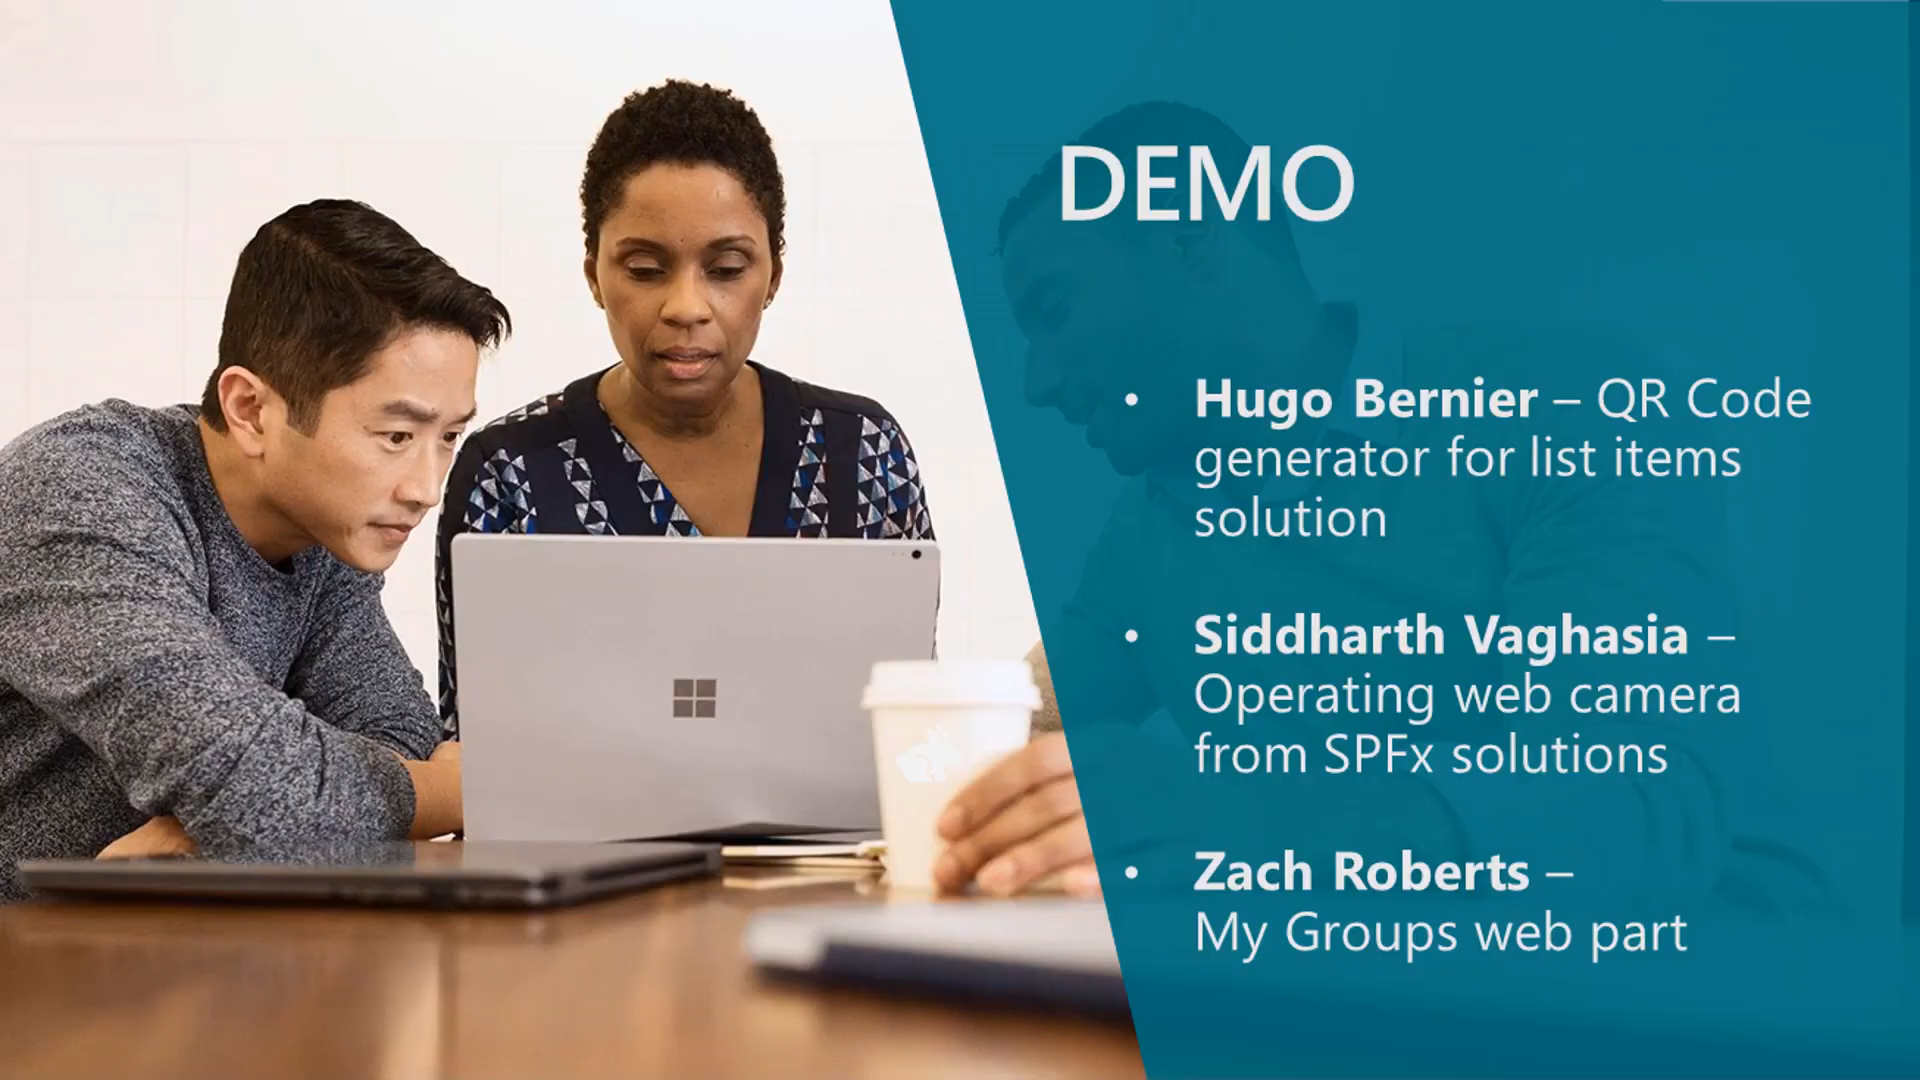 DEMO
• Hugo Bernier – QR Code
generator for list items
solution
• Siddharth Vaghasia –
Operating web camera
from SPFx solutions
• Zach Roberts –
My Groups web part